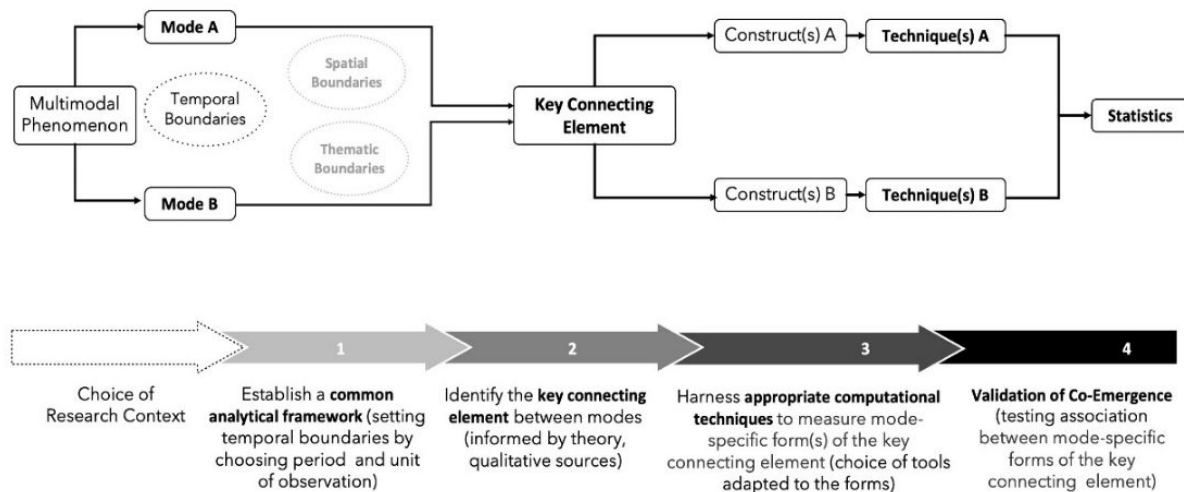 Mode A
Spatial
Boundaries
Multimodal
Phenomenon
Temporal
Boundaries
Thematic
Boundaries
Mode B
Key Connecting
Element
Construct(s) A
Technique(s) A
Construct(s) B
Technique(s) B
Statistics
1
2
3
4
Choice of
Research Context
Establish a common
analytical framework (setting
temporal boundaries by
choosing period and unit of
observation)
Identify the key connecting
element between modes
(informed by theory,
qualitative sources)
Harness appropriate computational
techniques to measure mode-
specific form(s) of the key
connecting element (choice of tools
adapted to the forms)
Validation of Co-Emergence
(testing association
between mode-specific
forms of the key
connecting element)